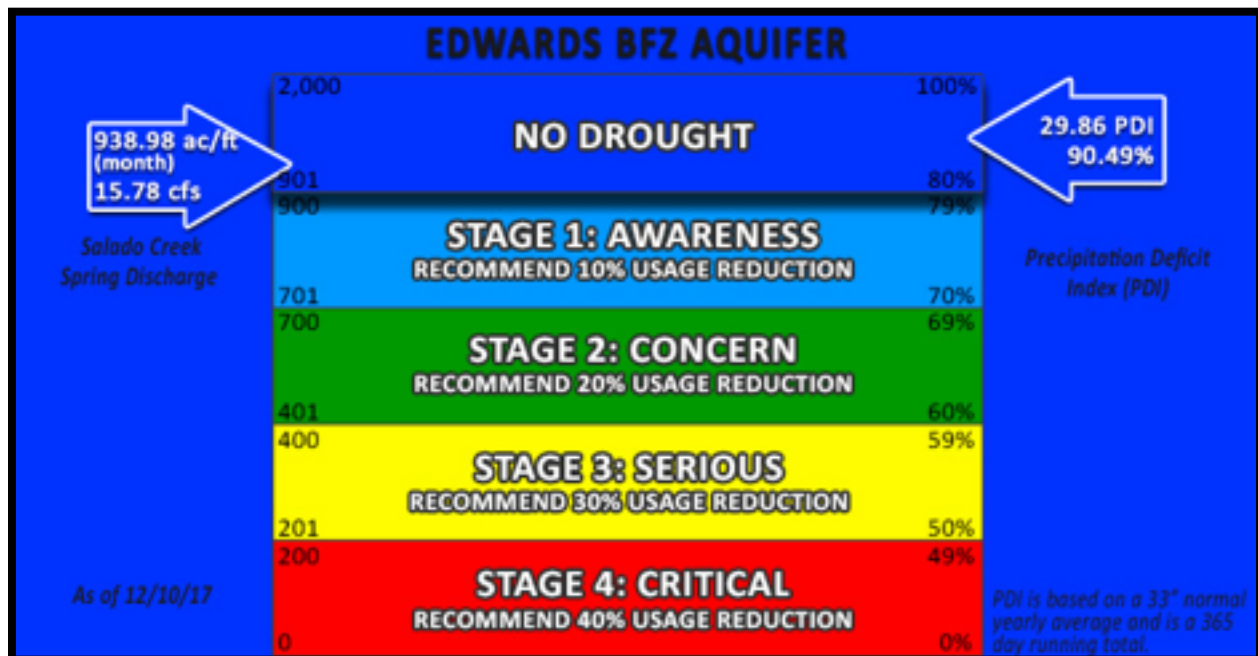 EDWARDS BFZ AQUIFER
2,000
100%
NO DROUGHT
901
80%
938.98 ac/ft
(month)
15.78 cfs
29.86 PDI
90.49%
Salado Creek
Spring Discharge
Precipitation Deficit
Index (PDI)
900
79%
STAGE 1: AWARENESS
RECOMMEND 10% USAGE REDUCTION
701
70%
700
69%
STAGE 2: CONCERN
RECOMMEND 20% USAGE REDUCTION
401
60%
400
59%
STAGE 3: SERIOUS
RECOMMEND 30% USAGE REDUCTION
201
50%
200
49%
STAGE 4: CRITICAL
RECOMMEND 40% USAGE REDUCTION
0
0%
As of 12/10/17
PDI is based on a 33" normal
yearly average and is a 365
day running total.